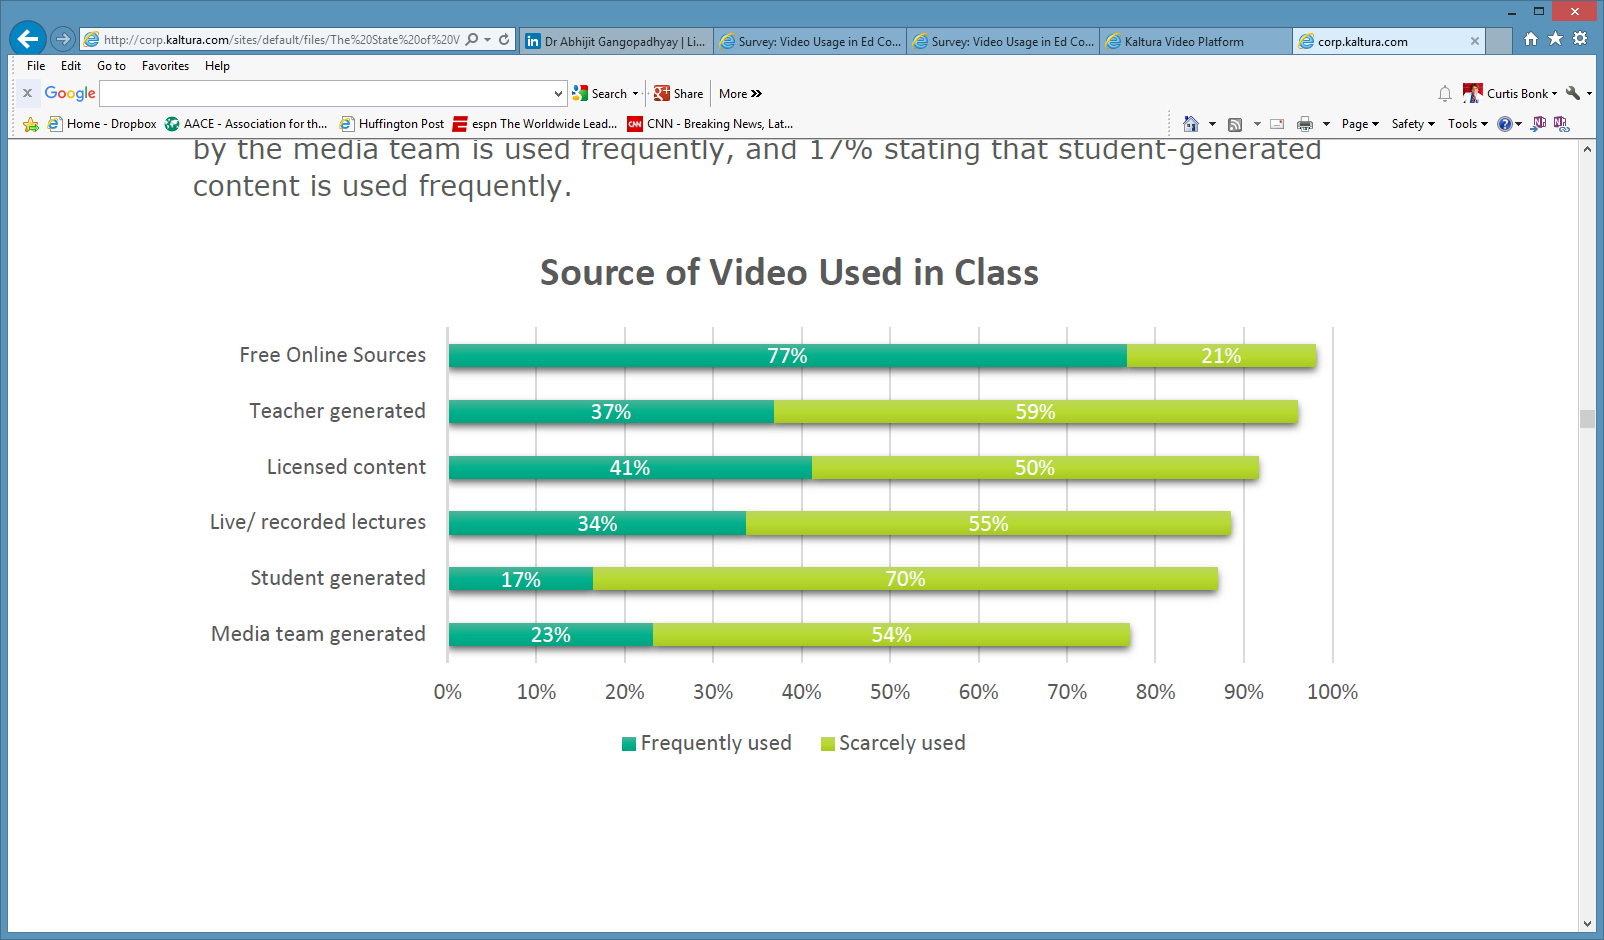 http://corp.kaltura.com/sites/default/files/The%20State%20of%20V
Dr Abhijit Gangopadhyay | Li...
Survey: Video Usage in Ed Co...
Survey: Video Usage in Ed Co...
Kaltura Video Platform
corp.kaltura.com
File Edit Go to Favorites Help
x Google Search Share More »
Curtis Bonk
Home - Dropbox
AACE - Association for th...
Huffington Post
espn The Worldwide Lead...
CNN - Breaking News, Lat...
Page Safety Tools
by the media team is used frequently, and 17% stating that student-generated
content is used frequently.
Source of Video Used in Class
Free Online Sources 77% 21%
Teacher generated 37% 59%
Licensed content 41% 50%
Live/ recorded lectures 34% 55%
Student generated 17% 70%
Media team generated 23% 54%
0% 10% 20% 30% 40% 50% 60% 70% 80% 90% 100%
Frequently used Scarcely used